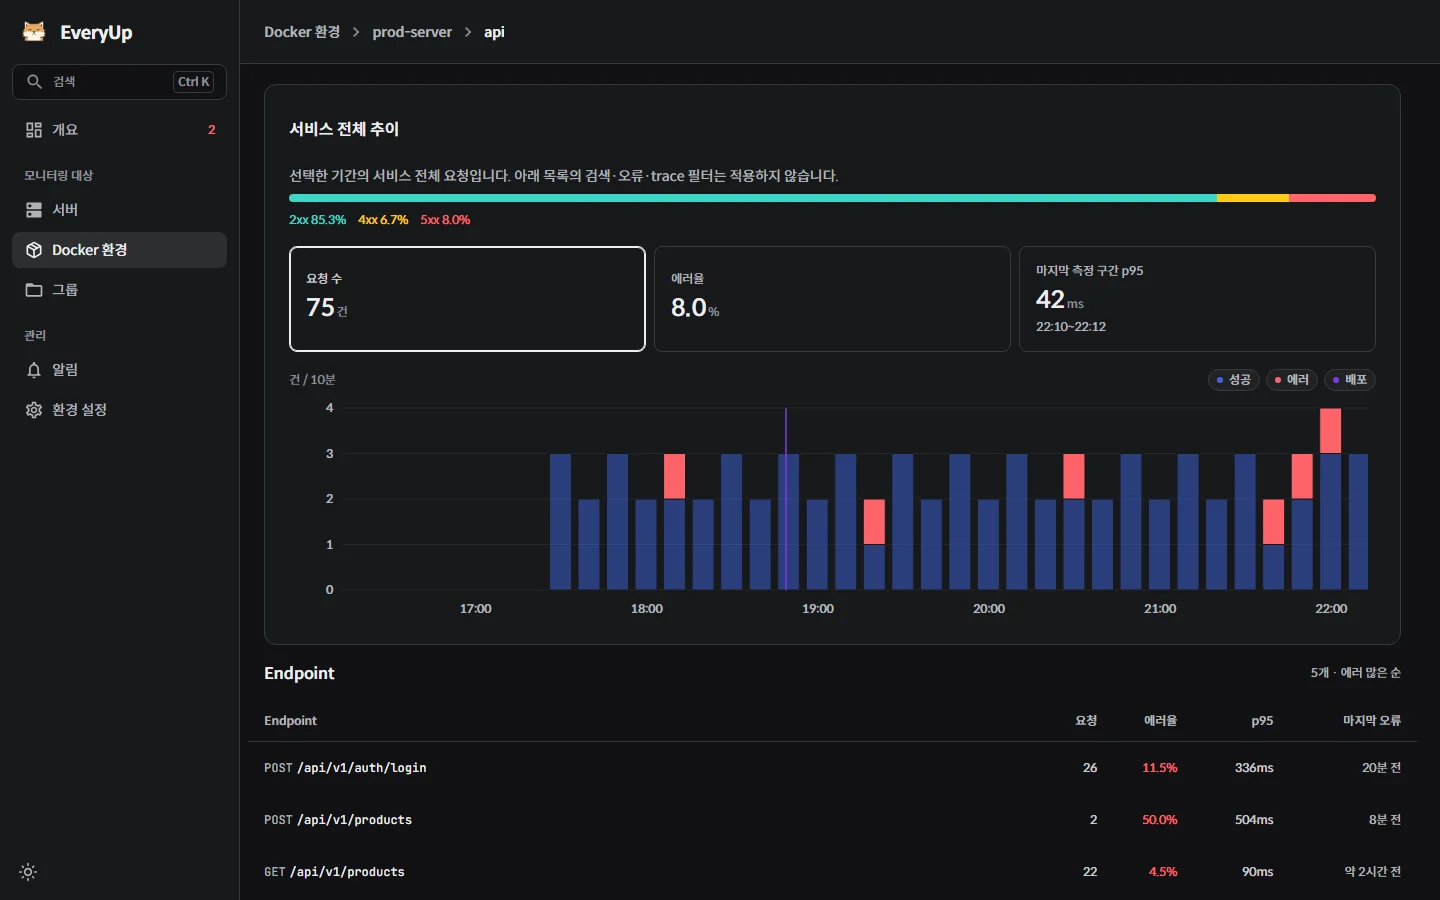 EveryUp
Docker 환경 > prod-server > api
검색 Ctrl K
개요 2
모니터링 대상
서버
Docker 환경
그룹
관리
알림
환경 설정
서비스 전체 추이
선택한 기간의 서비스 전체 요청입니다. 아래 목록의 검색·오류·trace 필터는 적용하지 않습니다.
2xx 85.3% 4xx 6.7% 5xx 8.0%
요청 수
75건
에러율
8.0%
마지막 측정 구간 p95
42ms
22:10~22:12
건 / 10분
성공 에러 배포
4
3
2
1
0
17:00 18:00 19:00 20:00 21:00 22:00
Endpoint
5개 · 에러 많은 순
Endpoint 요청 에러율 p95 마지막 오류
POST /api/v1/auth/login 26 11.5% 336ms 20분 전
POST /api/v1/products 2 50.0% 504ms 8분 전
GET /api/v1/products 22 4.5% 90ms 약 2시간 전